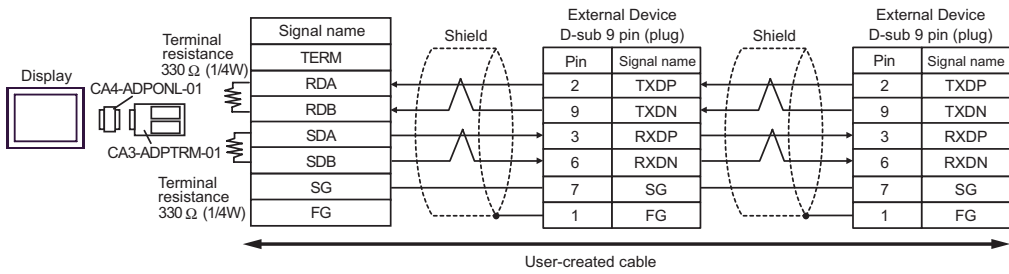 Display
CA4-ADPONL-01
CA3-ADPTRM-01
Terminal
resistance
330 Ω (1/4W)
Terminal
resistance
330 Ω (1/4W)
Signal name
TERM
RDA
RDB
SDA
SDB
SG
FG
Shield
External Device
D-sub 9 pin (plug)
Pin Signal name
2 TXDP
9 TXDN
3 RXDP
6 RXDN
7 SG
1 FG
Shield
External Device
D-sub 9 pin (plug)
Pin Signal name
2 TXDP
9 TXDN
3 RXDP
6 RXDN
7 SG
1 FG
User-created cable